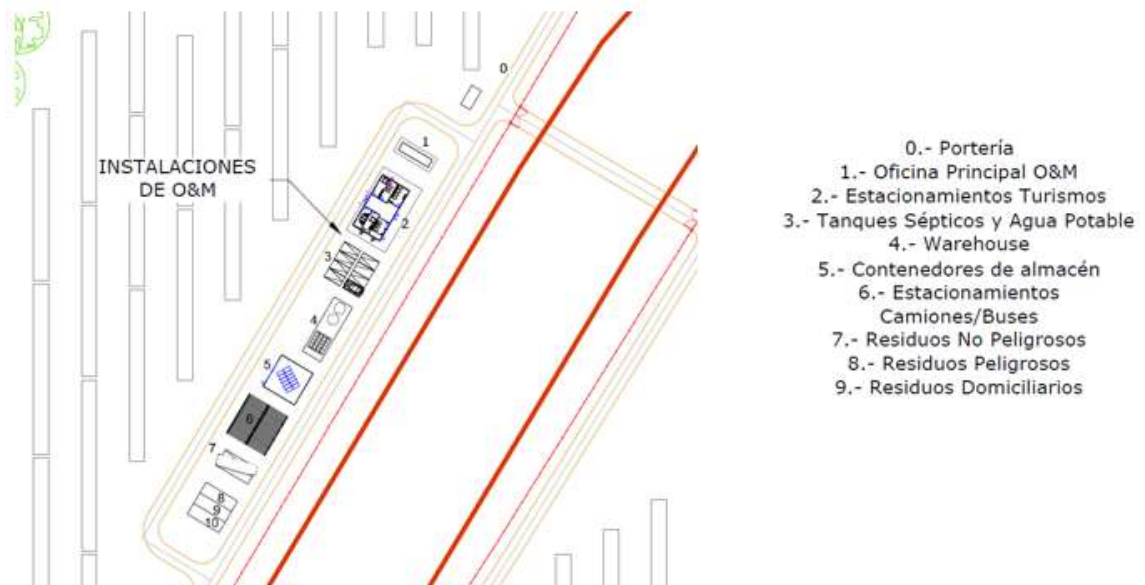 0
1
INSTALACIONES
DE O&M
2
3
4
5
6
7
8
9
10
0.- Portería
1.- Oficina Principal O&M
2.- Estacionamientos Turismos
3.- Tanques Sépticos y Agua Potable
4.- Warehouse
5.- Contenedores de almacén
6.- Estacionamientos
Camiones/Buses
7.- Residuos No Peligrosos
8.- Residuos Peligrosos
9.- Residuos Domiciliarios